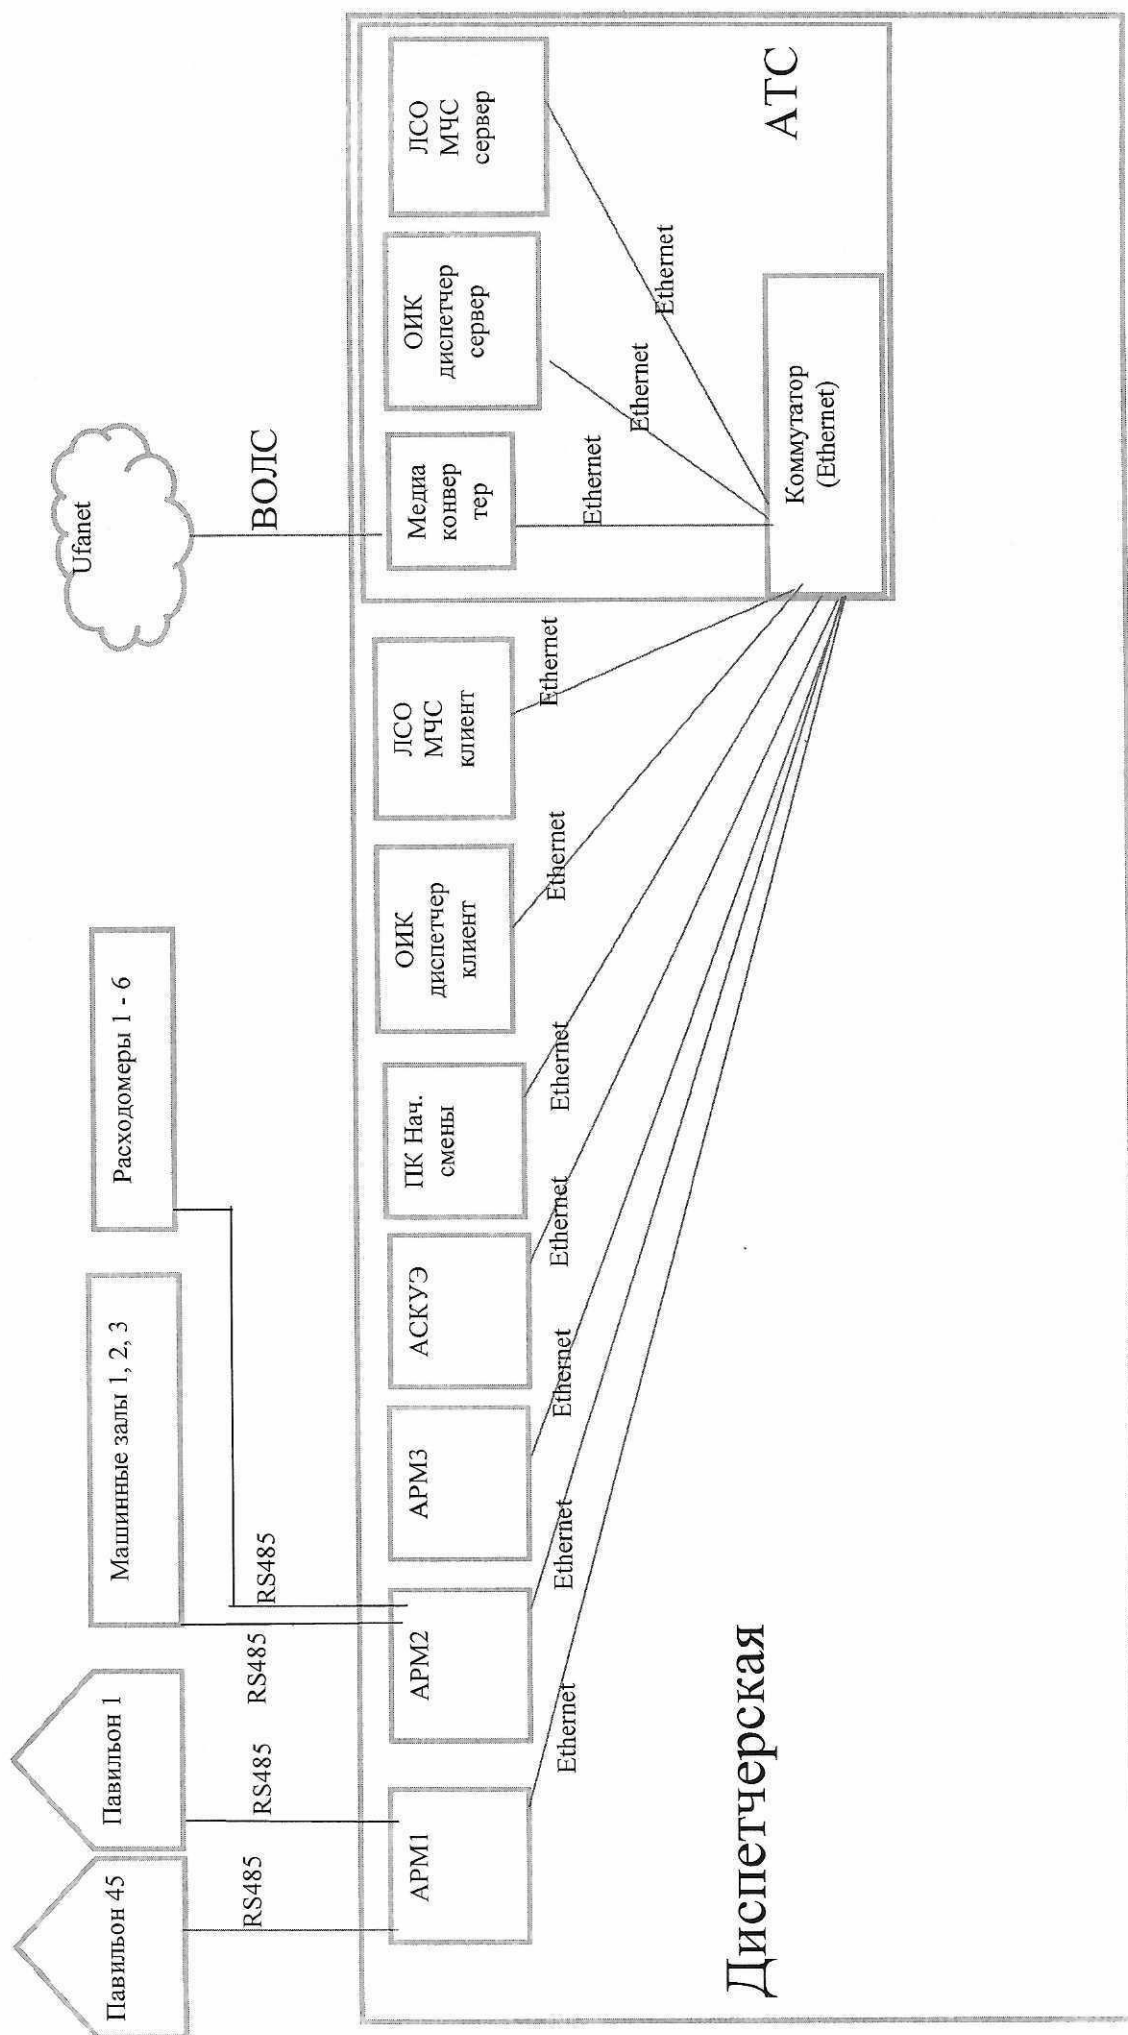 Ufanet
ВОЛС
Расходомеры 1 - 6
Машинные залы 1, 2, 3
Павильон 1
Павильон 45
RS485
RS485
RS485
RS485
АРМ1
АРМ2
АРМ3
АСКУЭ
ПК Нач.
смены
ОИК
диспетчер
клиент
ЛСО
МЧС
клиент
Медиа
конвер
тер
ОИК
диспетчер
сервер
ЛСО
МЧС
сервер
Ethernet
Ethernet
Ethernet
Ethernet
Ethernet
Ethernet
Ethernet
Ethernet
Ethernet
Ethernet
Коммутатор
(Ethernet)
АТС
Диспетчерская